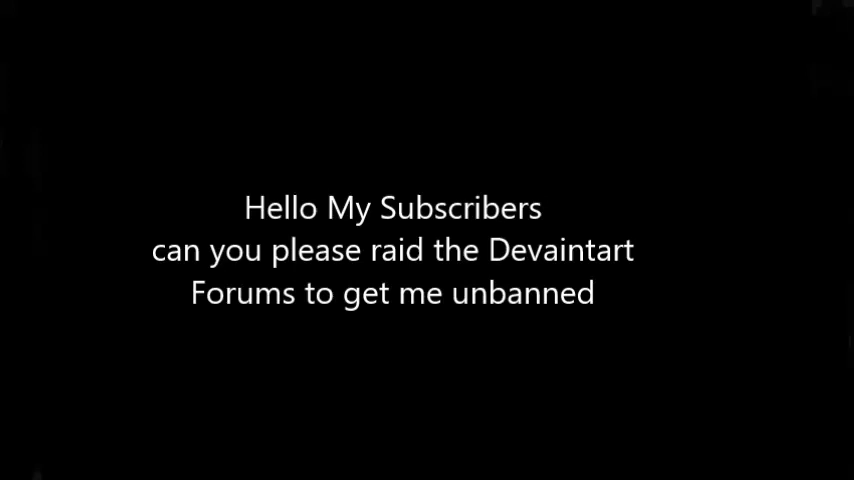 Hello My Subscribers
can you please raid the Devaintart
Forums to get me unbanned